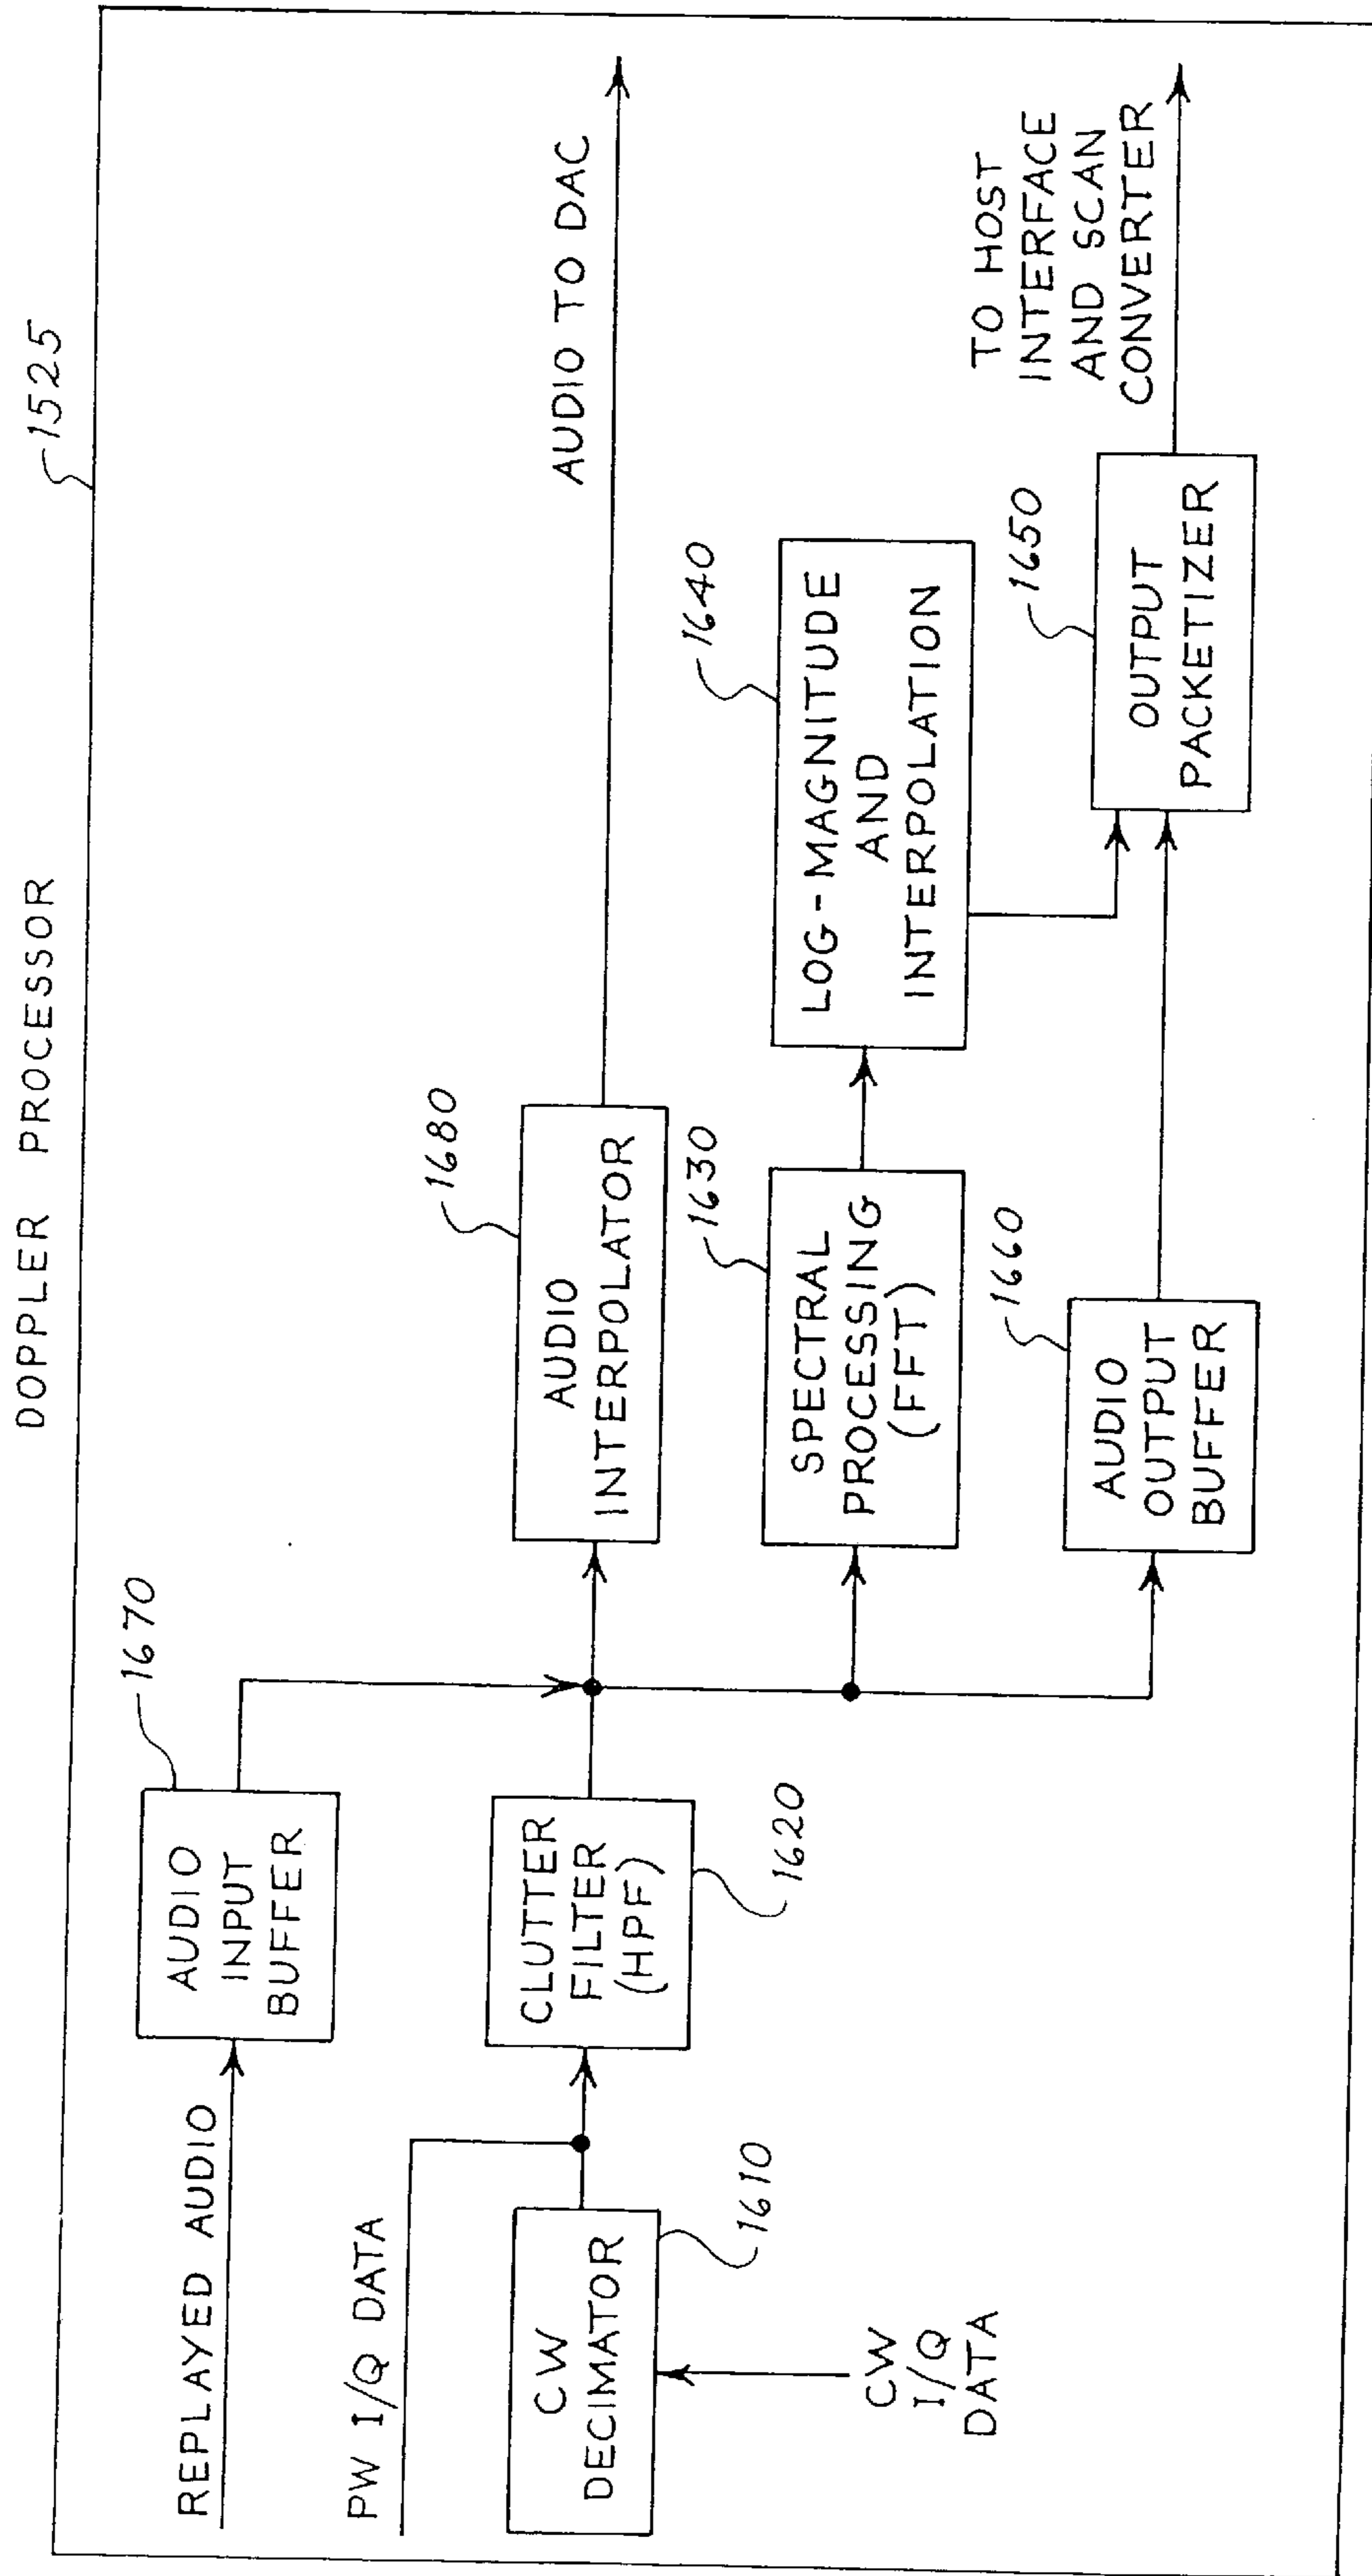 DOPPLER PROCESSOR
1525
REPLAYED AUDIO
AUDIO
INPUT
BUFFER
1670
PW I/Q DATA
CW
DECIMATOR
1610
CW
I/Q
DATA
CLUTTER
FILTER
(HPF)
1620
AUDIO
INTERPOLATOR
1680
AUDIO TO DAC
SPECTRAL
PROCESSING
(FFT)
1630
LOG-MAGNITUDE
AND
INTERPOLATION
1640
AUDIO
OUTPUT
BUFFER
1660
OUTPUT
PACKETIZER
1650
TO HOST
INTERFACE
AND SCAN
CONVERTER